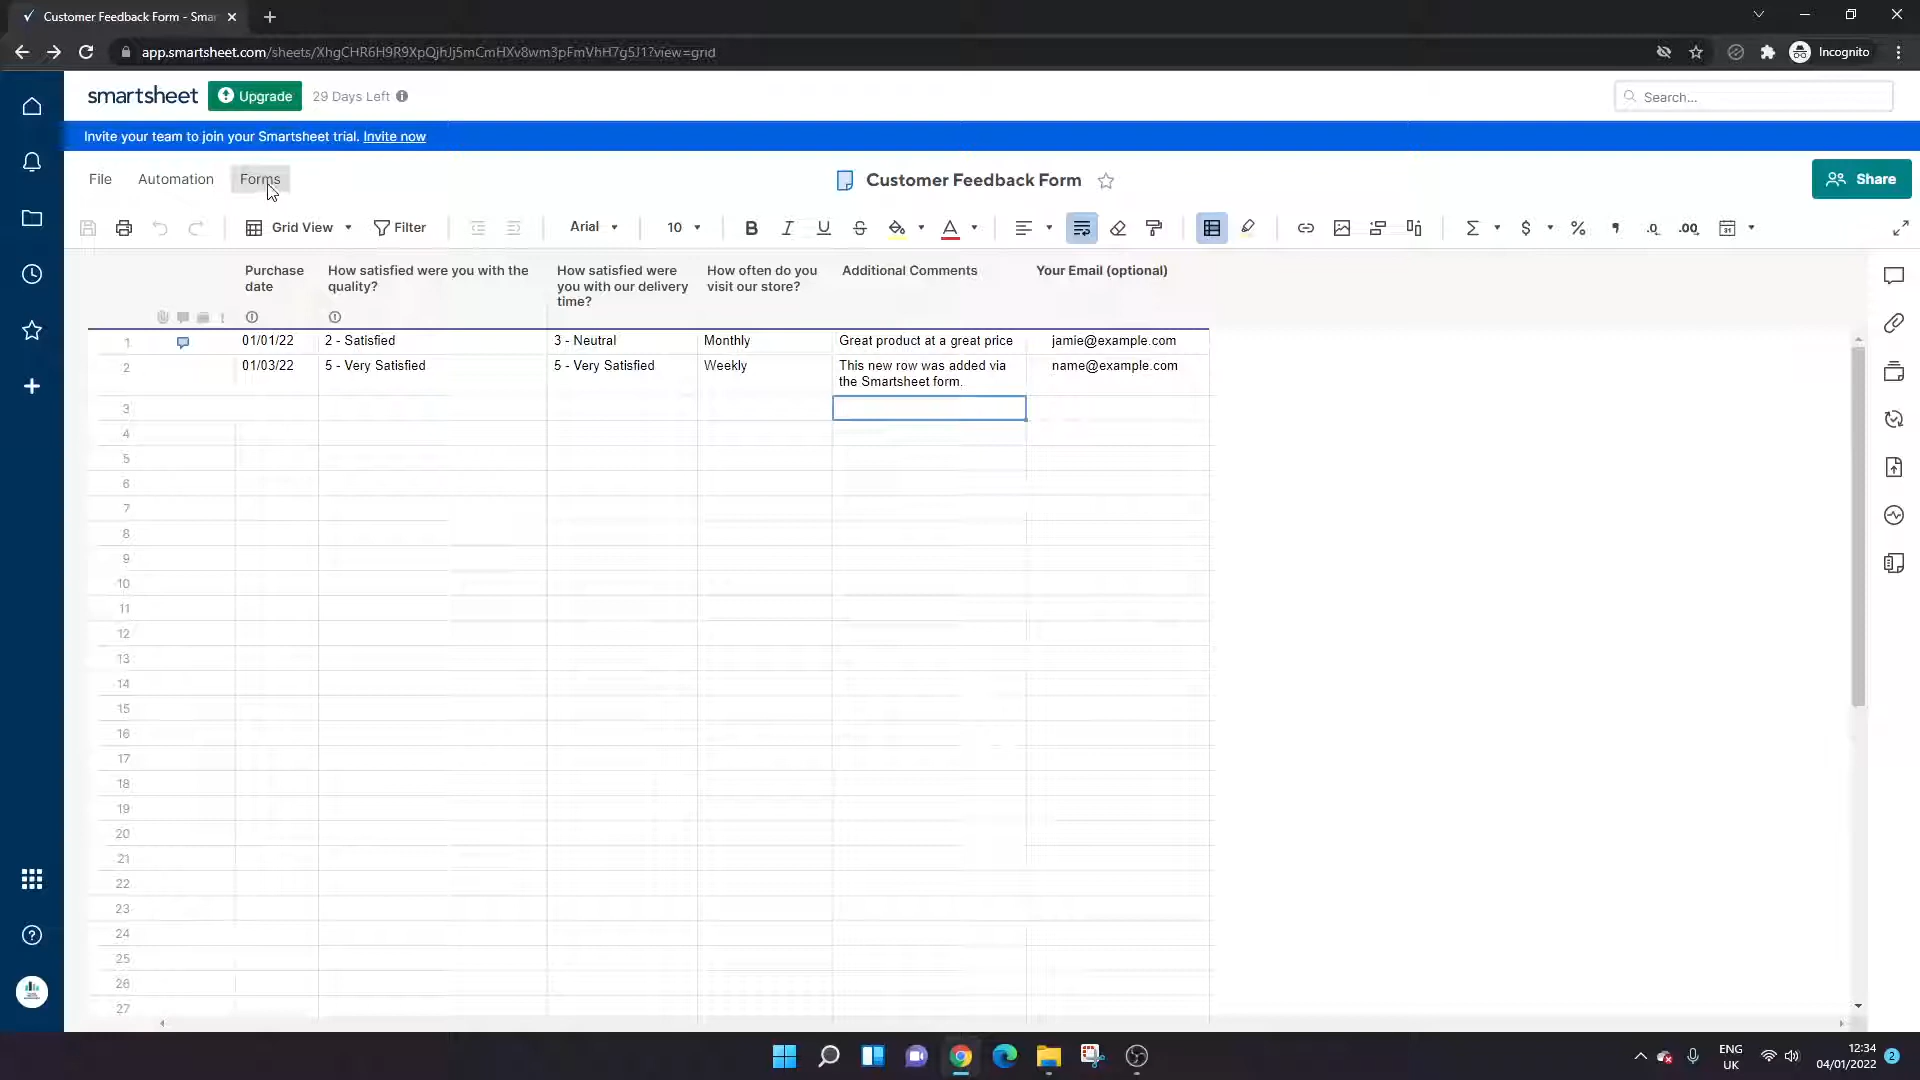 Customer Feedback Form - Smar
app.smartsheet.com/sheets/XhgCHR6H9R9XpQjhJj5mCmHXv8wm3pFmVhH7g5J1?view=grid
Incognito
smartsheet
Upgrade
29 Days Left
Search...
Invite your team to join your Smartsheet trial. Invite now
File
Automation
Forms
Customer Feedback Form
Share
Grid View
Filter
Arial
10
B
I
U
S
A
Σ
$
%
.0
.00
31
Purchase
date
How satisfied were you with the
quality?
How satisfied were
you with our delivery
time?
How often do you
visit our store?
Additional Comments
Your Email (optional)
1 01/01/22 2 - Satisfied 3 - Neutral Monthly Great product at a great price jamie@example.com
2 01/03/22 5 - Very Satisfied 5 - Very Satisfied Weekly This new row was added via name@example.com
the Smartsheet form.
3
4
5
6
7
8
9
10
11
12
13
14
15
16
17
18
19
20
21
22
23
24
25
26
27
ENG
UK
12:34
04/01/2022
2